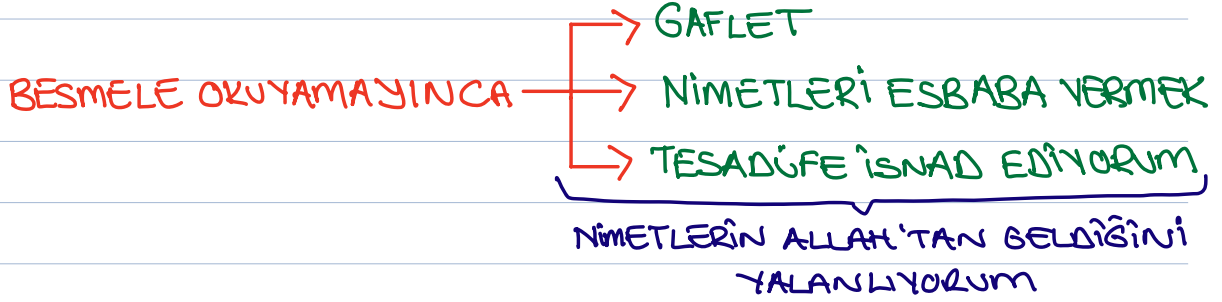 GAFLET
BESMELE OKUYAMAYINCA
NİMETLERİ ESBABA VERMEK
TESADÜFE İSNAD EDİYORUM
NİMETLERİN ALLAH'TAN GELDİĞİNİ
YALANLIYORUM